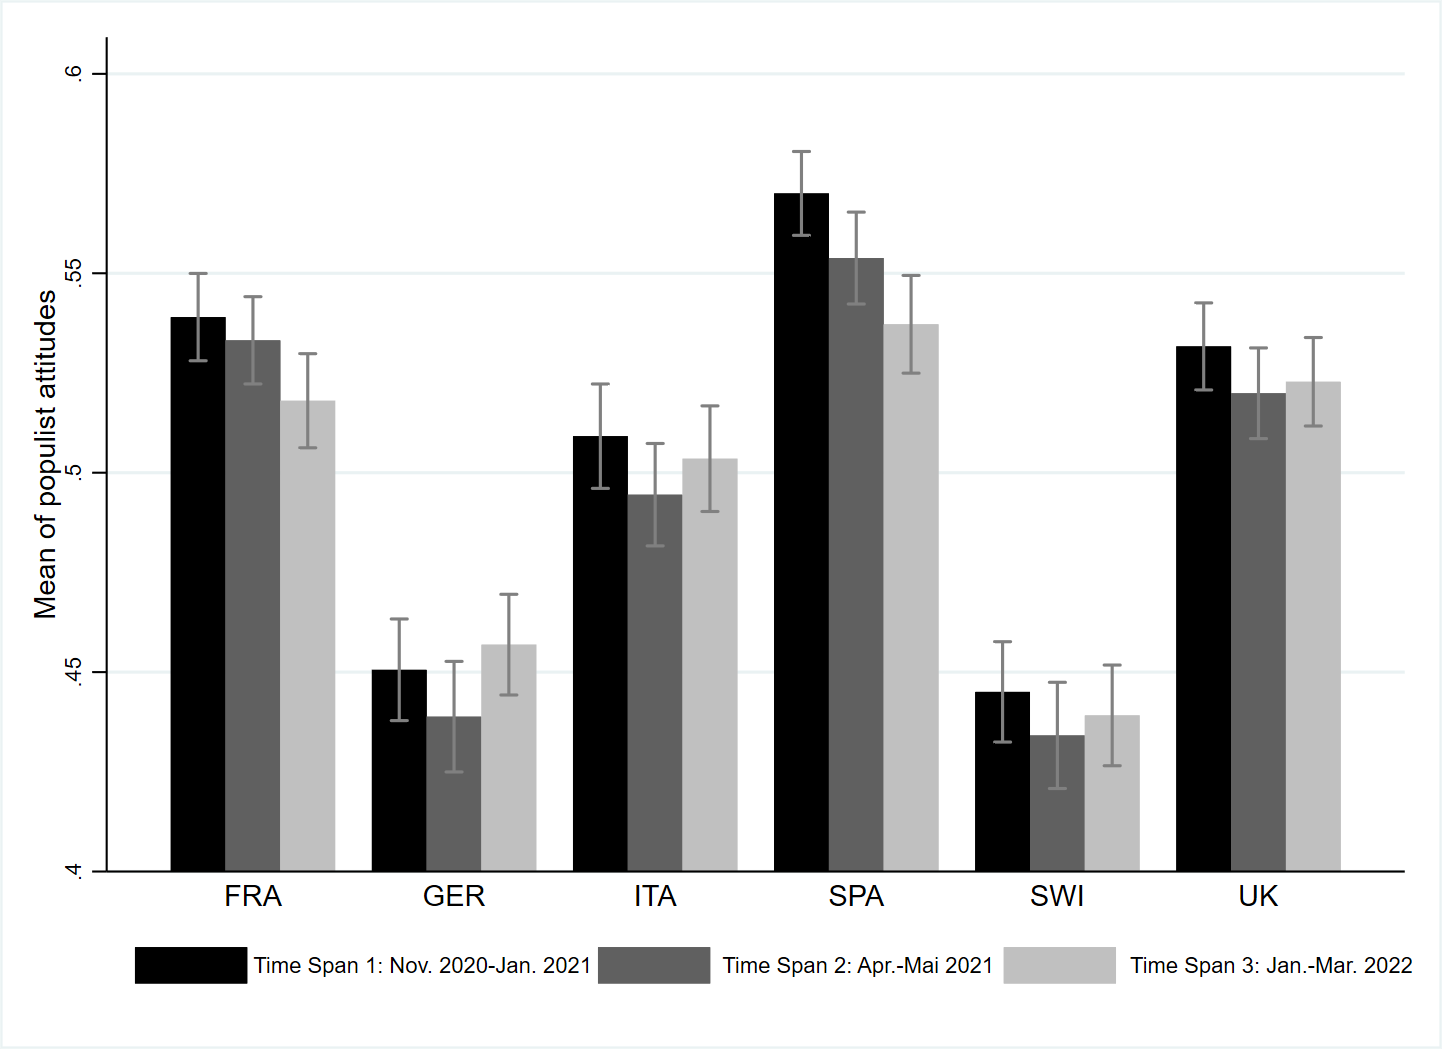 Mean of populist attitudes
.6
.55
.5
.45
.4
FRA GER ITA SPA SWI UK
Time Span 1: Nov. 2020-Jan. 2021 Time Span 2: Apr.-Mai 2021 Time Span 3: Jan.-Mar. 2022